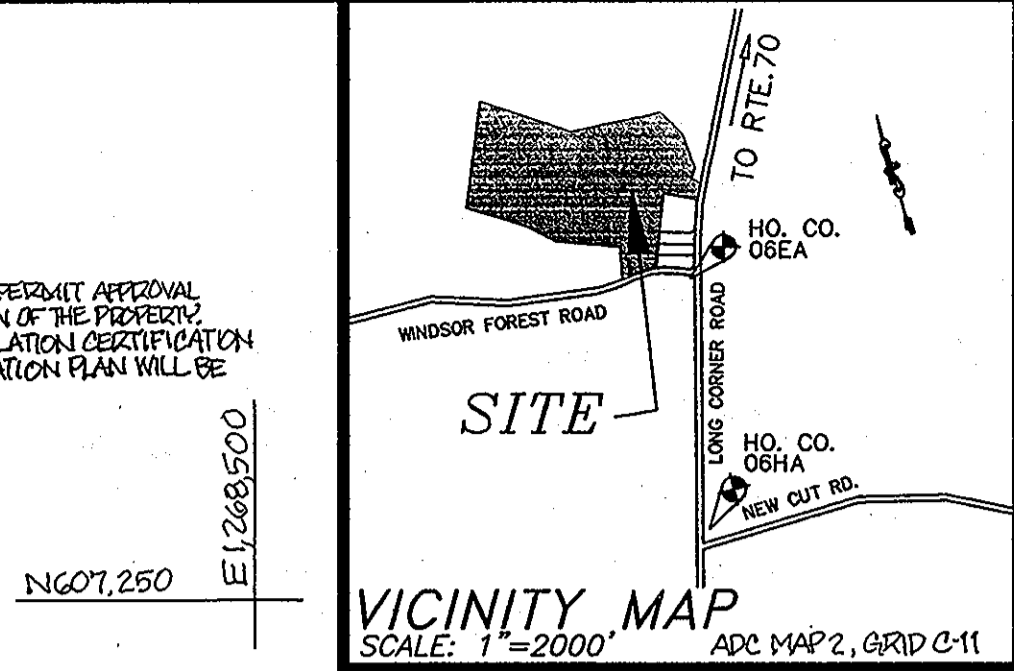 PERMIT APPROVAL
N OF THE PROPERTY.
LATION CERTIFICATION
ATION PLAN WILL BE
E 1,268,500
N 607,250
TO RTE. 70
HO. CO.
06EA
WINDSOR FOREST ROAD
LONG CORNER ROAD
SITE
HO. CO.
06HA
NEW CUT RD.
VICINITY MAP
SCALE: 1"=2000'
ADC MAP 2, GRID C-11